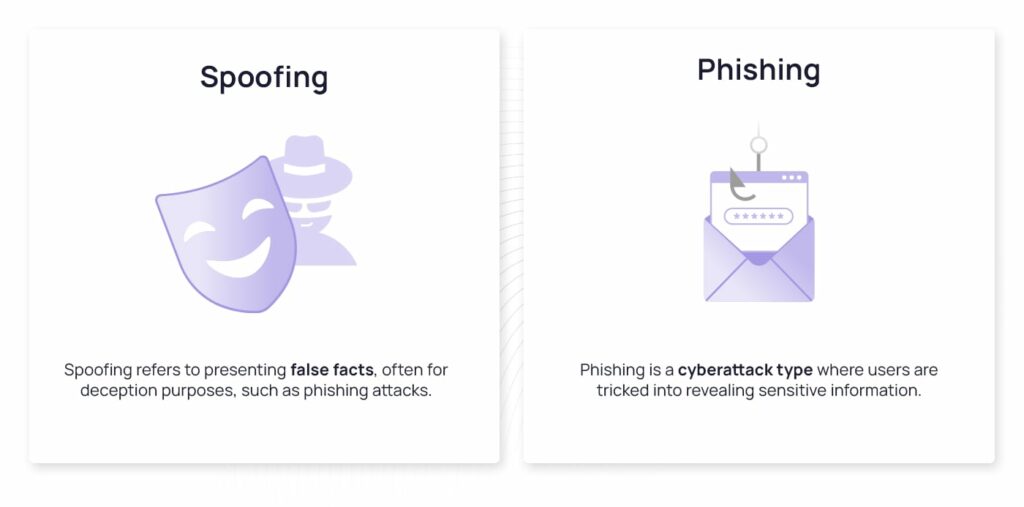 Spoofing
Spoofing refers to presenting false facts, often for
deception purposes, such as phishing attacks.
Phishing
******
Phishing is a cyberattack type where users are
tricked into revealing sensitive information.